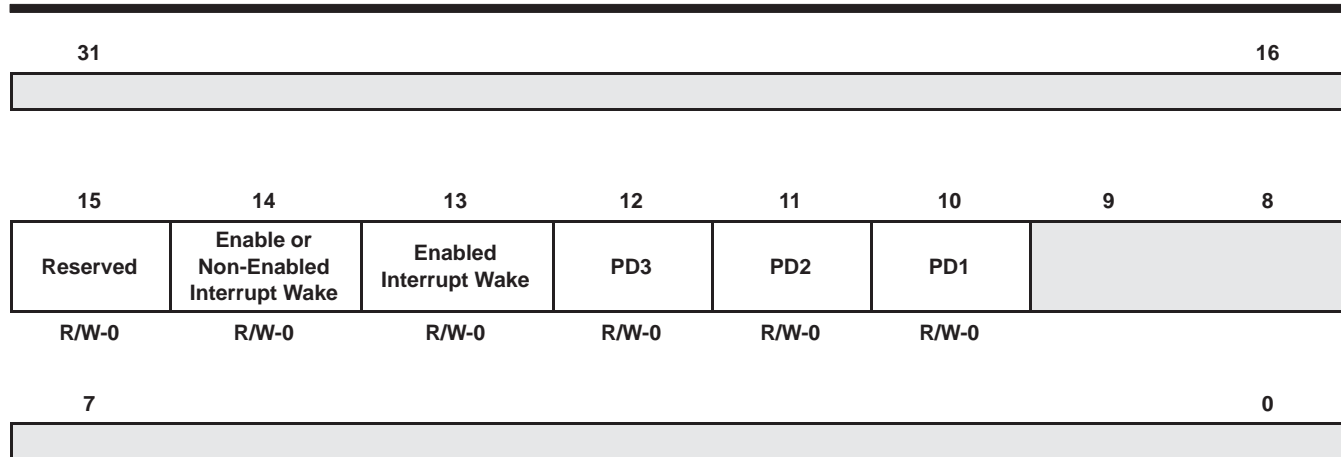 31 16
15 14 13 12 11 10 9 8
Reserved
Enable or
Non-Enabled
Interrupt Wake
Enabled
Interrupt Wake
PD3
PD2
PD1
R/W-0 R/W-0 R/W-0 R/W-0 R/W-0 R/W-0
7 0